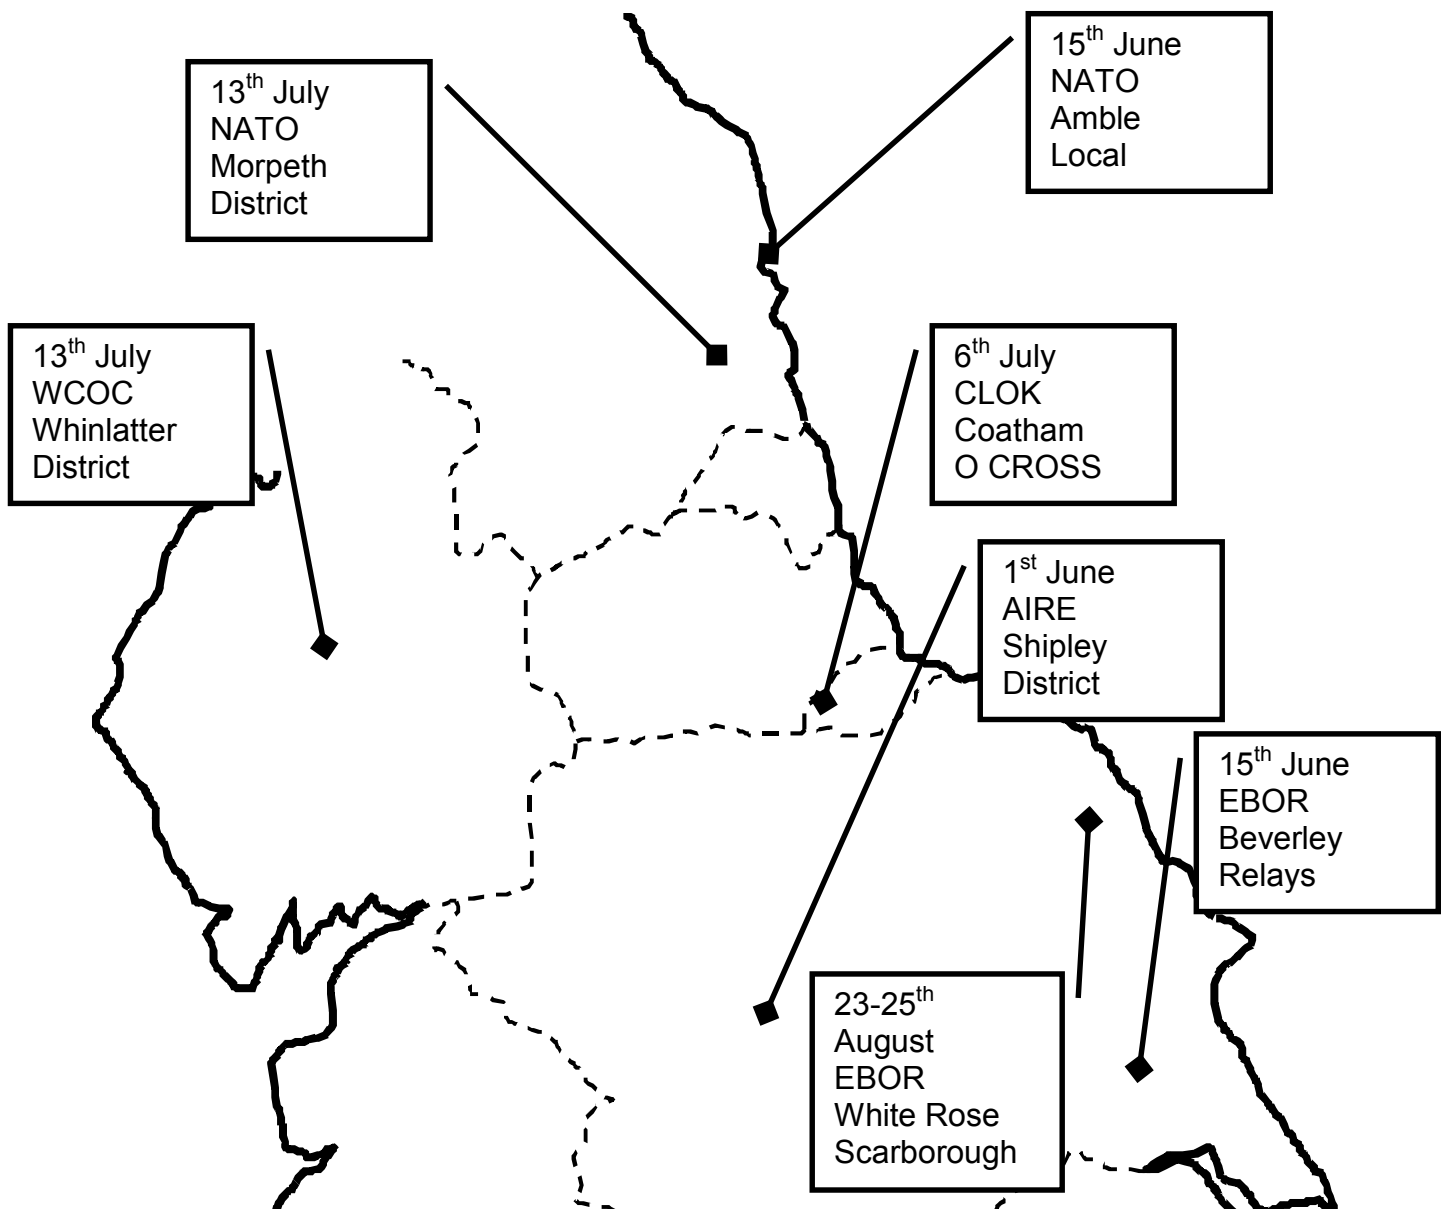 13th July
NATO
Morpeth
District
15th June
NATO
Amble
Local
13th July
WCOC
Whinlatter
District
6th July
CLOK
Coatham
O CROSS
1st June
AIRE
Shipley
District
15th June
EBOR
Beverley
Relays
23-25th
August
EBOR
White Rose
Scarborough